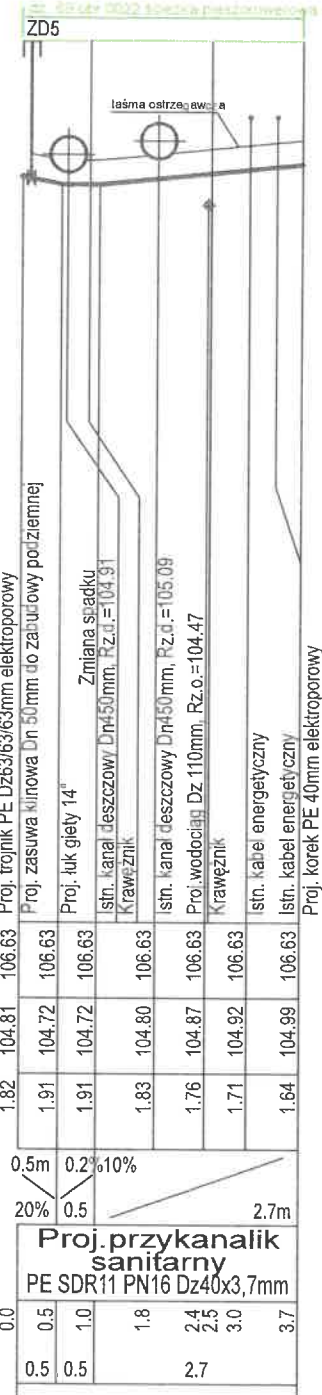 ZD5
taśma ostrzegawcza
Proj. trójnik PE Dz63/63/63mm elektroporowy
Proj. zasuwa klinowa Dn 50mm do zabudowy podziemnej
Proj. łuk gięty 14°
Zmiana spadku
Istn. kanał deszczowy Dn450mm, Rz.d.=104.91
Krawężnik
Istn. kanał deszczowy Dn450mm, Rz.d.=105.09
Proj.wodociąg Dz 110mm, Rz.o.=104.47
Krawężnik
Istn. kabel energetyczny
Istn. kabel energetyczny
Proj. korek PE 40mm elektroporowy
106.63 106.63 106.63 106.63 106.63 106.63 106.63
104.81 104.72 104.72 104.80 104.87 104.92 104.99
1.82 1.91 1.91 1.83 1.76 1.71 1.64
0.5m 0.2% 10%
20% 0.5 2.7m
Proj.przykanalik
sanitarny
PE SDR11 PN16 Dz40x3,7mm
0.0 0.5 1.0 1.8 2.4 2.5 3.0 3.7
0.5 0.5 2.7